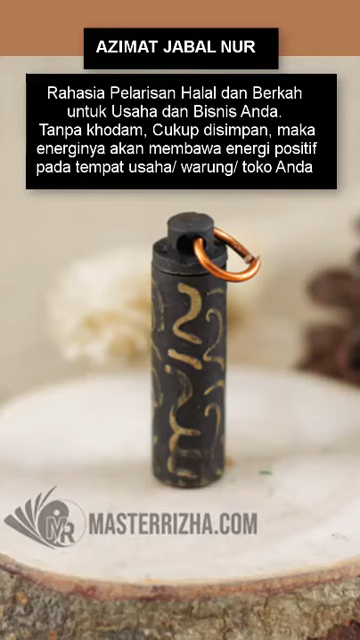 AZIMAT JABAL NUR
Rahasia Pelarisan Halal dan Berkah
untuk Usaha dan Bisnis Anda.
Tanpa khodam, Cukup disimpan, maka
energinya akan membawa energi positif
pada tempat usaha/ warung/ toko Anda
MR
MASTERRIZHA.COM